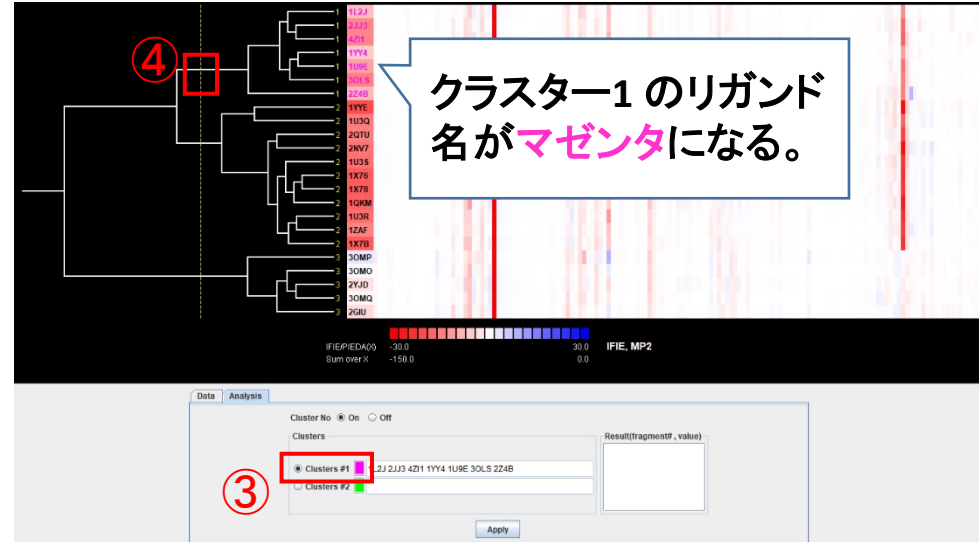 ④
1 1L2J
1 2JJ3
1 4ZI1
1 1YY4
1 1U9E
1 3OLS
1 2Z4B
2 1YYE
2 1U3Q
2 2QTU
2 2NV7
2 1U3S
2 1X76
2 1X78
2 1QKM
2 1U3R
2 1ZAF
2 1X7B
3 3OMP
3 3OMO
3 2YJD
3 3OMQ
3 2GIU
クラスター1 のリガンド
名がマゼンタになる。
IFIE/PIEDA(X) -30.0 30.0 IFIE, MP2
Sum over X -150.0 0.0
Data Analysis
Cluster No On Off
Clusters Result(fragment# , value)
Clusters #1 1L2J 2JJ3 4ZI1 1YY4 1U9E 3OLS 2Z4B
Clusters #2
③
Apply